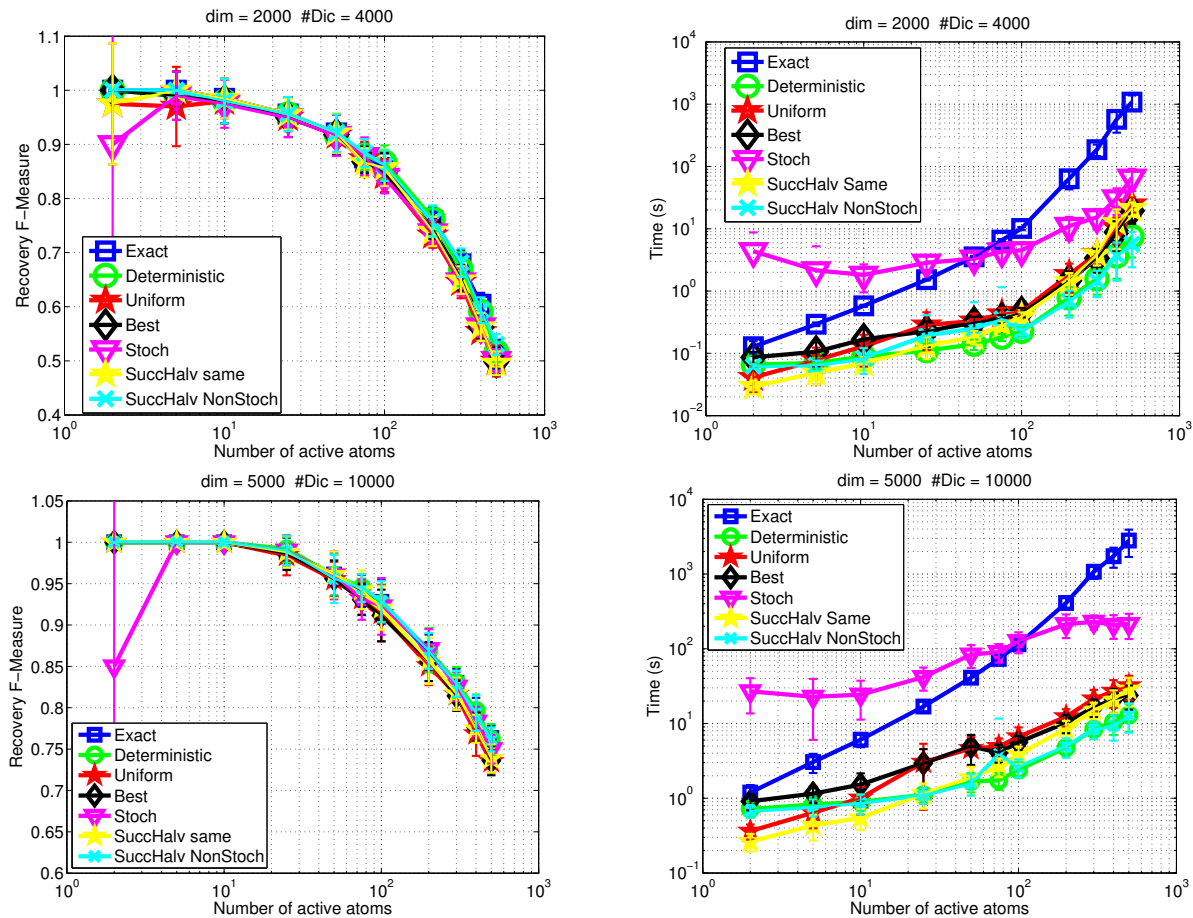 dim = 2000 #Dic = 4000
1.1
1
0.9
0.8
0.7
0.6
0.5
0.4
Recovery F−Measure
Exact
Deterministic
Uniform
Best
Stoch
SuccHalv same
SuccHalv NonStoch
10^0
10^1
10^2
10^3
Number of active atoms
dim = 2000 #Dic = 4000
10^4
10^3
10^2
10^1
10^0
10^−1
10^−2
Time (s)
Exact
Deterministic
Uniform
Best
Stoch
SuccHalv Same
SuccHalv NonStoch
10^0
10^1
10^2
10^3
Number of active atoms
dim = 5000 #Dic = 10000
1.05
1
0.95
0.9
0.85
0.8
0.75
0.7
0.65
0.6
Recovery F−Measure
Exact
Deterministic
Uniform
Best
Stoch
SuccHalv same
SuccHalv NonStoch
10^0
10^1
10^2
10^3
Number of active atoms
dim = 5000 #Dic = 10000
10^4
10^3
10^2
10^1
10^0
10^−1
Time (s)
Exact
Deterministic
Uniform
Best
Stoch
SuccHalv Same
SuccHalv NonStoch
10^0
10^1
10^2
10^3
Number of active atoms